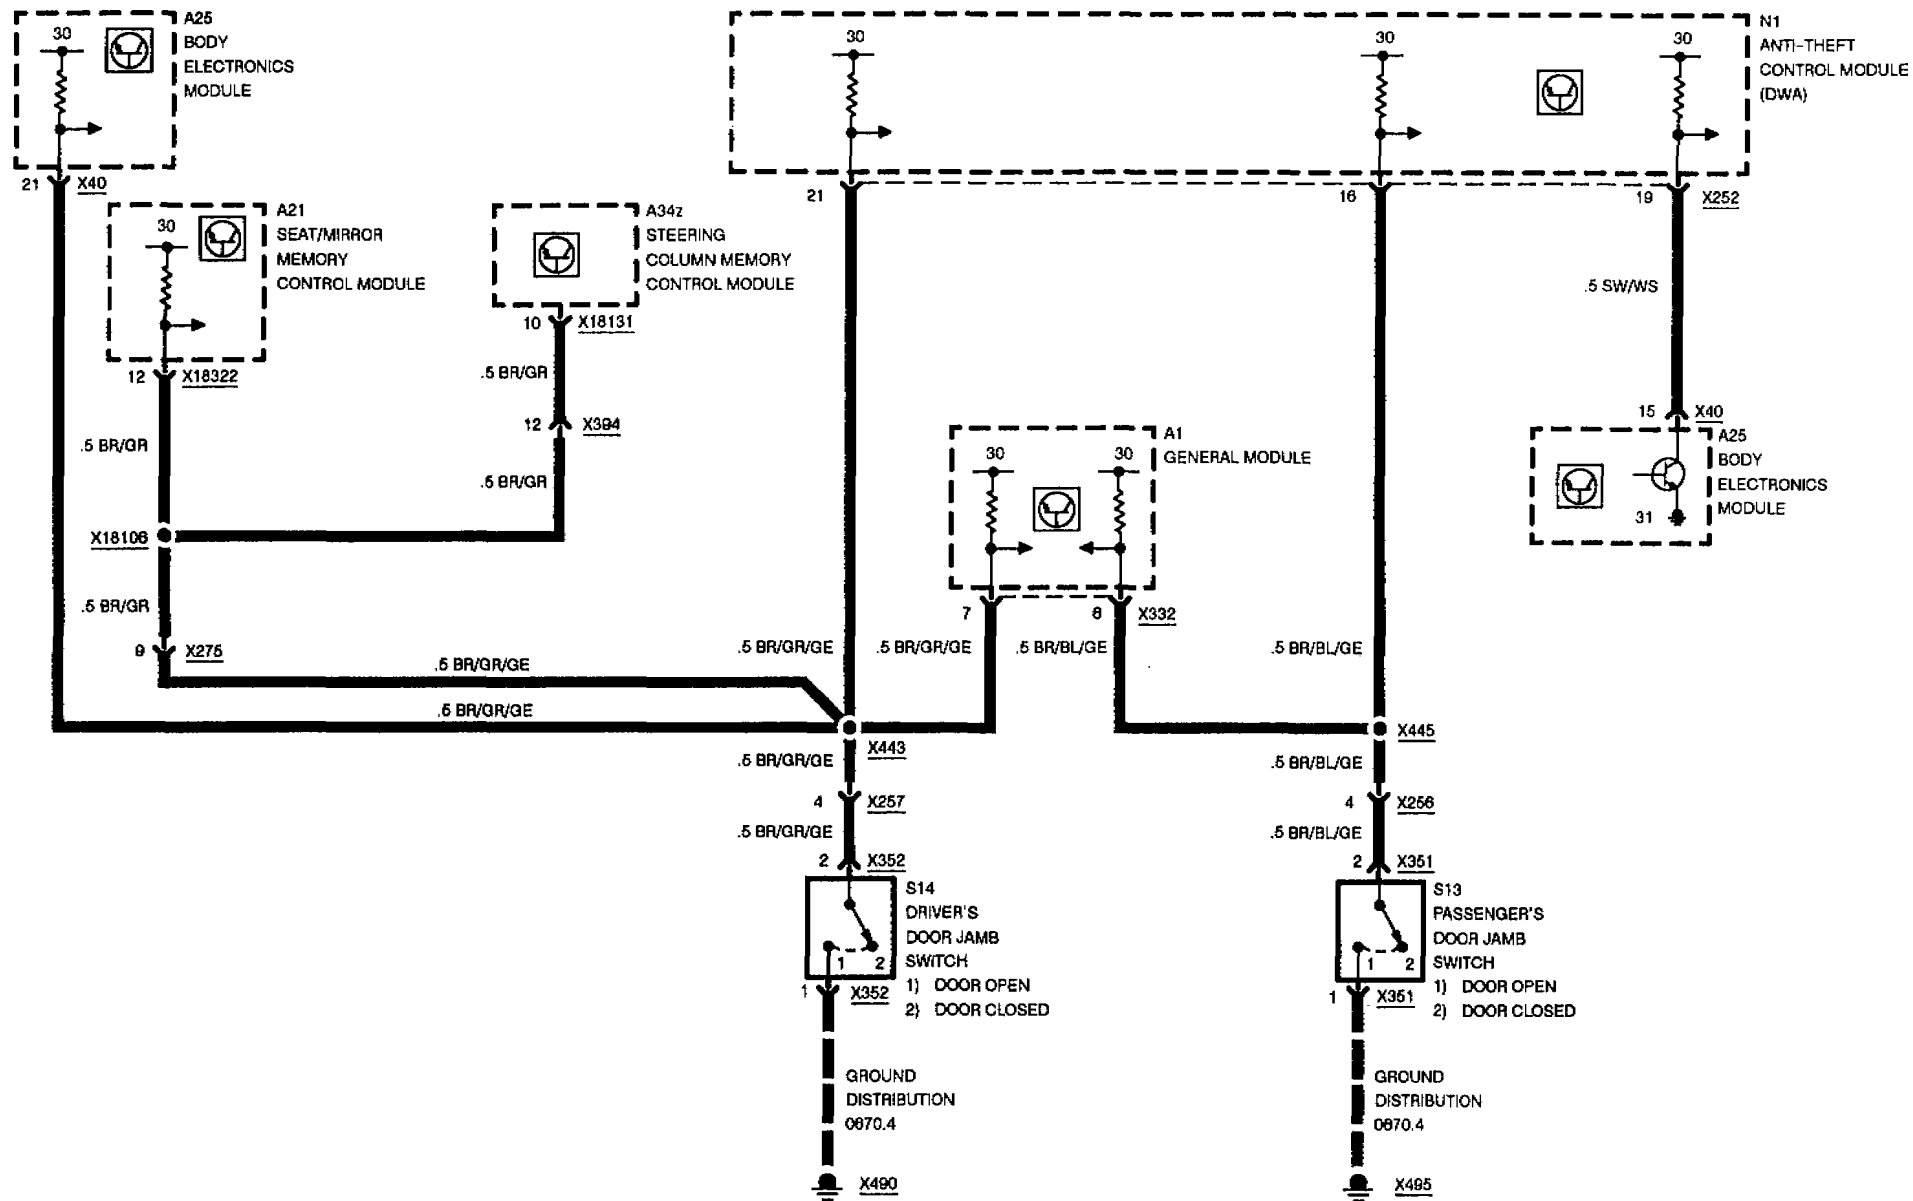 A25
BODY
ELECTRONICS
MODULE
30
21
X40
N1
ANTI-THEFT
CONTROL MODULE
(DWA)
30
30
30
21
16
19
X252
A21
SEAT/MIRROR
MEMORY
CONTROL MODULE
30
12
X18322
A34z
STEERING
COLUMN MEMORY
CONTROL MODULE
10
X18131
.5 BR/GR
12
X394
.5 BR/GR
.5 BR/GR
X18106
.5 BR/GR
9
X275
.5 SW/WS
15
X40
A25
BODY
ELECTRONICS
MODULE
31
A1
GENERAL MODULE
30
30
7
8
X332
.5 BR/GR/GE
.5 BR/GR/GE
.5 BR/BL/GE
.5 BR/BL/GE
.5 BR/GR/GE
.5 BR/GR/GE
X443
X445
.5 BR/GR/GE
.5 BR/BL/GE
4
X257
4
X256
.5 BR/GR/GE
.5 BR/BL/GE
2
X352
2
X351
S14
DRIVER'S
DOOR JAMB
SWITCH
1) DOOR OPEN
2) DOOR CLOSED
1
2
1
X352
S13
PASSENGER'S
DOOR JAMB
SWITCH
1) DOOR OPEN
2) DOOR CLOSED
1
2
1
X351
GROUND
DISTRIBUTION
0670.4
GROUND
DISTRIBUTION
0670.4
X490
X495